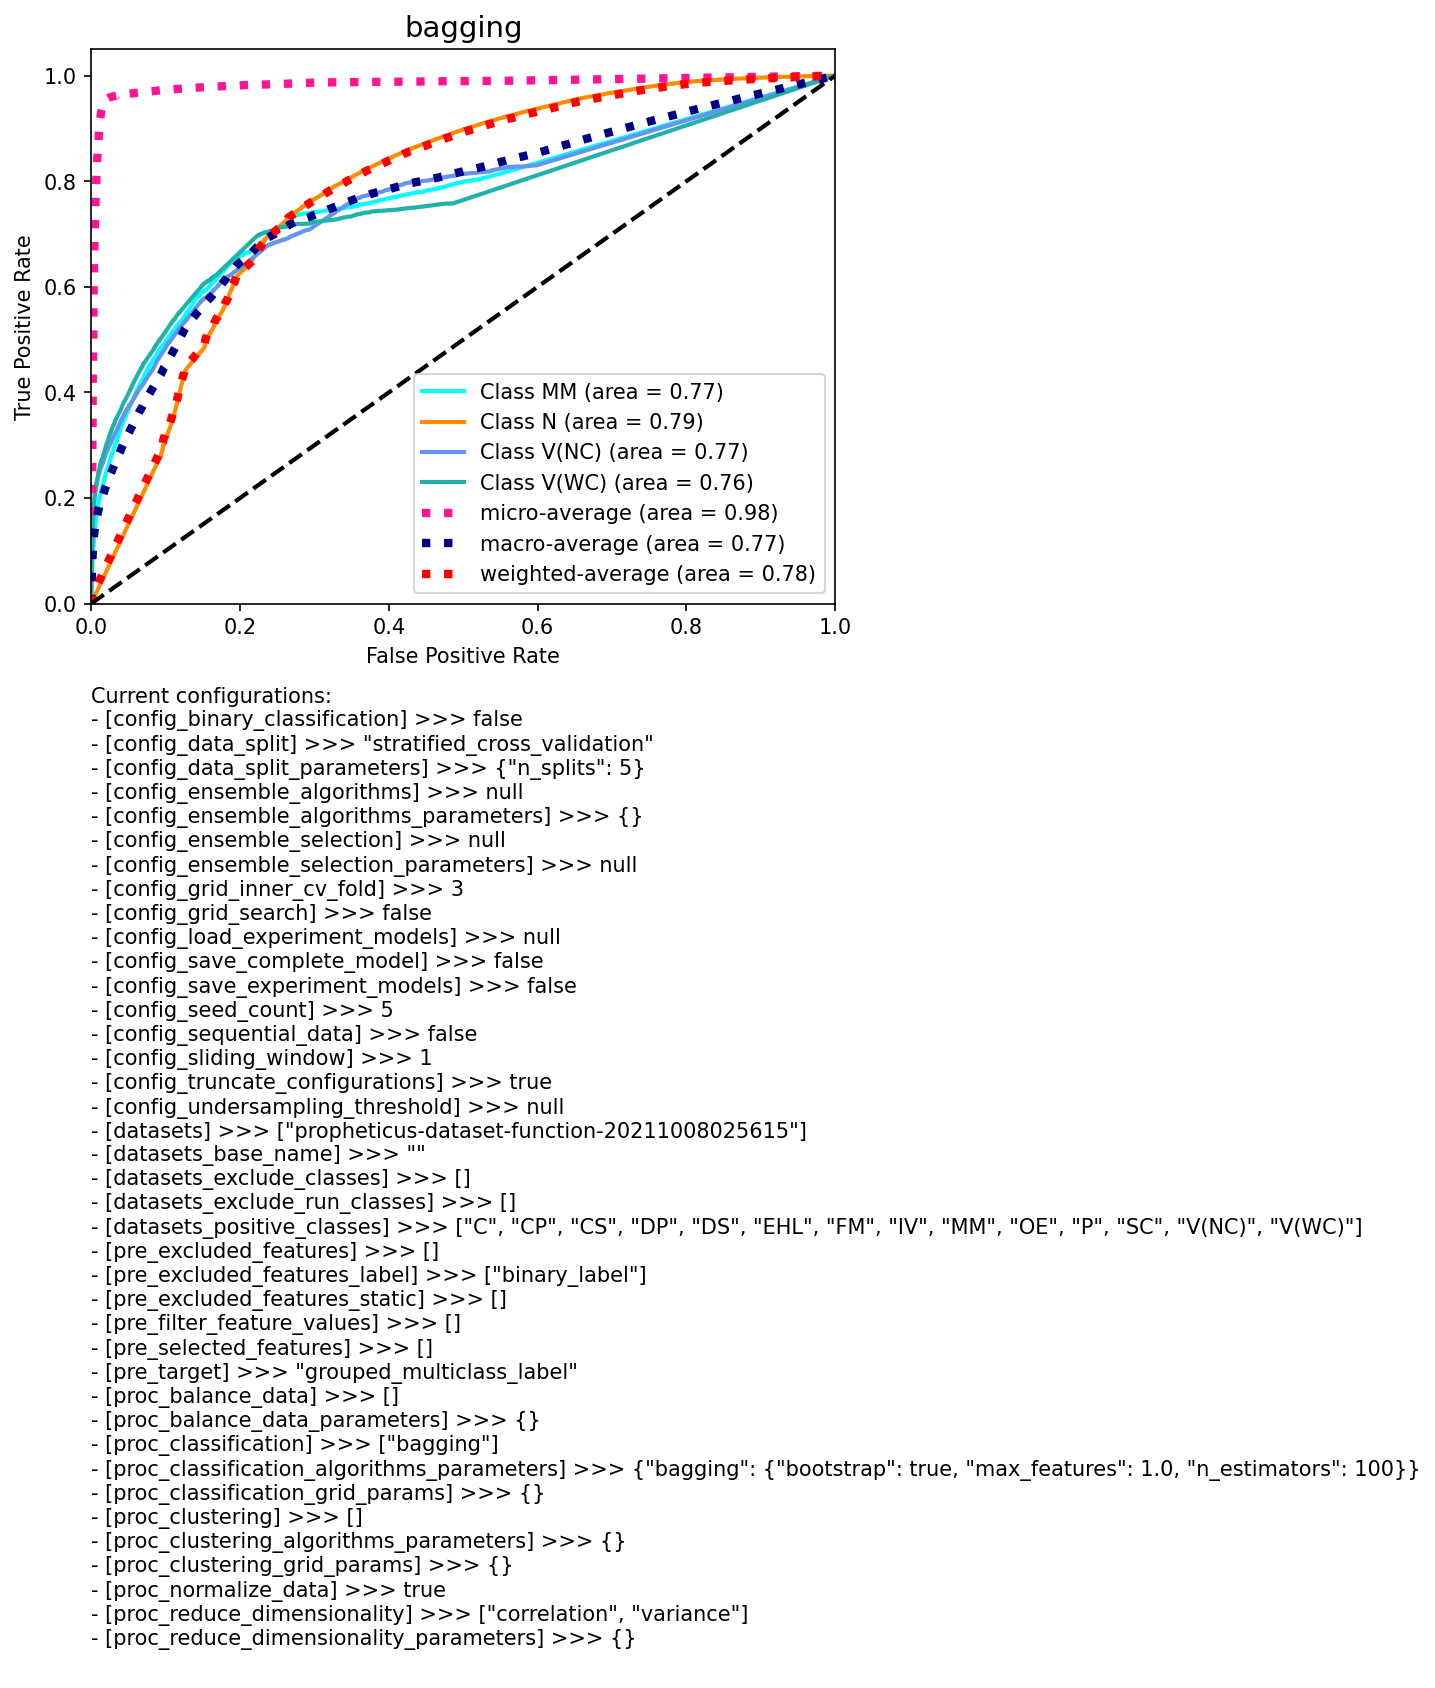 bagging
1.0
0.8
0.6
0.4
0.2
0.0
True Positive Rate
Class MM (area = 0.77)
Class N (area = 0.79)
Class V(NC) (area = 0.77)
Class V(WC) (area = 0.76)
micro-average (area = 0.98)
macro-average (area = 0.77)
weighted-average (area = 0.78)
0.0 0.2 0.4 0.6 0.8 1.0
False Positive Rate
Current configurations:
- [config_binary_classification] >>> false
- [config_data_split] >>> "stratified_cross_validation"
- [config_data_split_parameters] >>> {"n_splits": 5}
- [config_ensemble_algorithms] >>> null
- [config_ensemble_algorithms_parameters] >>> {}
- [config_ensemble_selection] >>> null
- [config_ensemble_selection_parameters] >>> null
- [config_grid_inner_cv_fold] >>> 3
- [config_grid_search] >>> false
- [config_load_experiment_models] >>> null
- [config_save_complete_model] >>> false
- [config_save_experiment_models] >>> false
- [config_seed_count] >>> 5
- [config_sequential_data] >>> false
- [config_sliding_window] >>> 1
- [config_truncate_configurations] >>> true
- [config_undersampling_threshold] >>> null
- [datasets] >>> ["propheticus-dataset-function-20211008025615"]
- [datasets_base_name] >>> ""
- [datasets_exclude_classes] >>> []
- [datasets_exclude_run_classes] >>> []
- [datasets_positive_classes] >>> ["C", "CP", "CS", "DP", "DS", "EHL", "FM", "IV", "MM", "OE", "P", "SC", "V(NC)", "V(WC)"]
- [pre_excluded_features] >>> []
- [pre_excluded_features_label] >>> ["binary_label"]
- [pre_excluded_features_static] >>> []
- [pre_filter_feature_values] >>> []
- [pre_selected_features] >>> []
- [pre_target] >>> "grouped_multiclass_label"
- [proc_balance_data] >>> []
- [proc_balance_data_parameters] >>> {}
- [proc_classification] >>> ["bagging"]
- [proc_classification_algorithms_parameters] >>> {"bagging": {"bootstrap": true, "max_features": 1.0, "n_estimators": 100}}
- [proc_classification_grid_params] >>> {}
- [proc_clustering] >>> []
- [proc_clustering_algorithms_parameters] >>> {}
- [proc_clustering_grid_params] >>> {}
- [proc_normalize_data] >>> true
- [proc_reduce_dimensionality] >>> ["correlation", "variance"]
- [proc_reduce_dimensionality_parameters] >>> {}